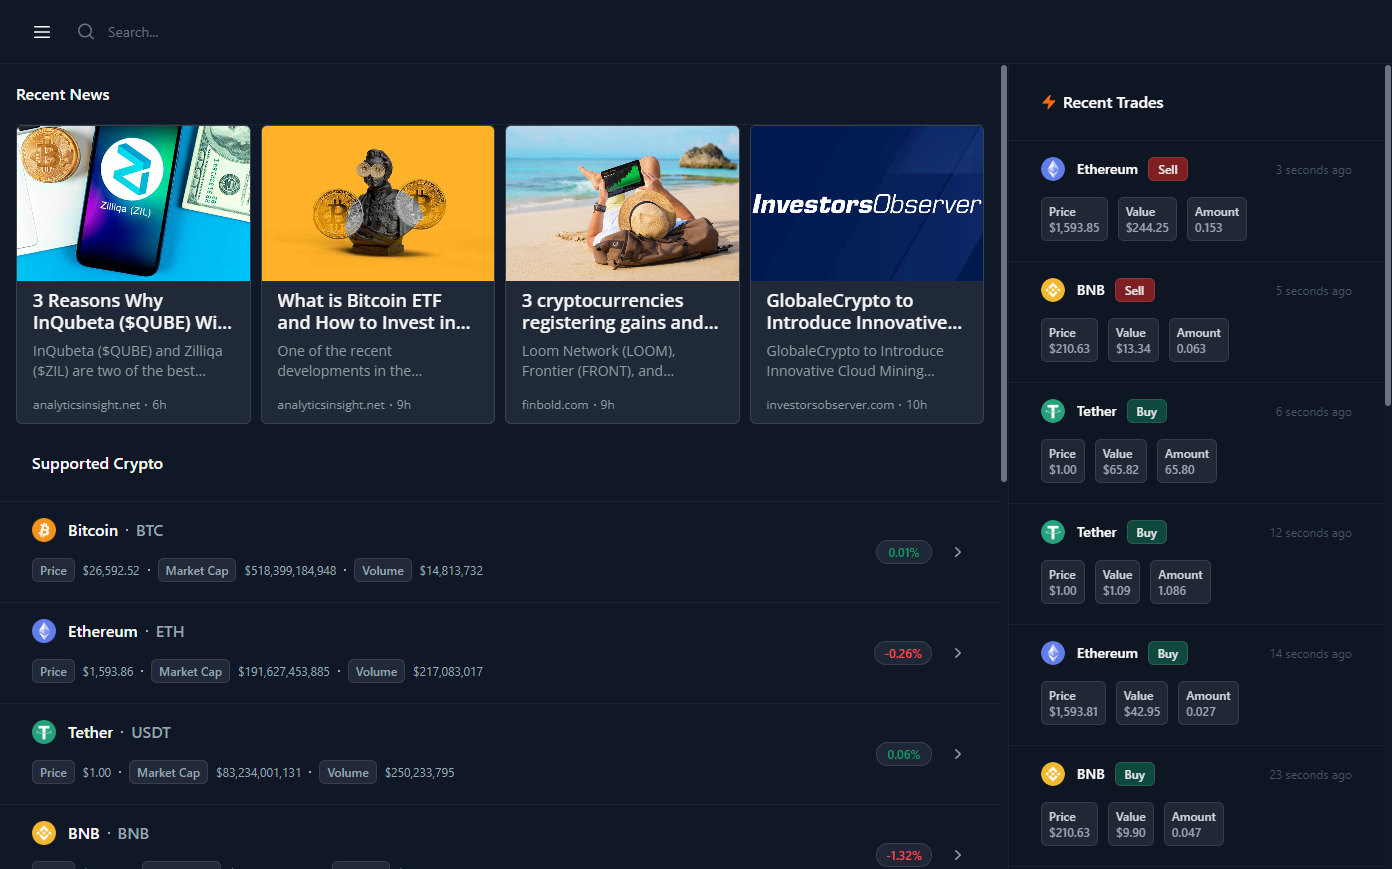 Search...
Recent News
Zilliqa (ZIL)
3 Reasons Why
InQubeta ($QUBE) Wi...
InQubeta ($QUBE) and Zilliqa
($ZIL) are two of the best...
analyticsinsight.net · 6h
What is Bitcoin ETF
and How to Invest in...
One of the recent
developments in the...
analyticsinsight.net · 9h
3 cryptocurrencies
registering gains and...
Loom Network (LOOM),
Frontier (FRONT), and...
finbold.com · 9h
InvestorsObserver
GlobaleCrypto to
Introduce Innovative...
GlobaleCrypto to Introduce
Innovative Cloud Mining...
investorsobserver.com · 10h
Supported Crypto
Bitcoin · BTC
Price $26,592.52 · Market Cap $518,399,184,948 · Volume $14,813,732
0.01%
Ethereum · ETH
Price $1,593.86 · Market Cap $191,627,453,885 · Volume $217,083,017
-0.26%
Tether · USDT
Price $1.00 · Market Cap $83,234,001,131 · Volume $250,233,795
0.06%
BNB · BNB
-1.32%
Recent Trades
Ethereum Sell 3 seconds ago
Price Value Amount
$1,593.85 $244.25 0.153
BNB Sell 5 seconds ago
Price Value Amount
$210.63 $13.34 0.063
Tether Buy 6 seconds ago
Price Value Amount
$1.00 $65.82 65.80
Tether Buy 12 seconds ago
Price Value Amount
$1.00 $1.09 1.086
Ethereum Buy 14 seconds ago
Price Value Amount
$1,593.81 $42.95 0.027
BNB Buy 23 seconds ago
Price Value Amount
$210.63 $9.90 0.047